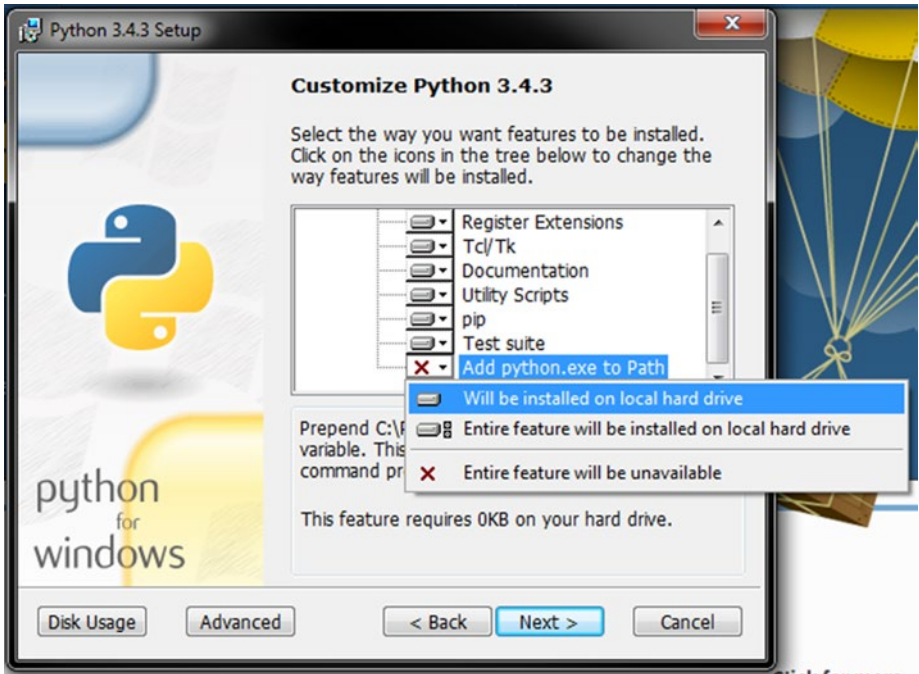 Python 3.4.3 Setup
Customize Python 3.4.3
Select the way you want features to be installed.
Click on the icons in the tree below to change the
way features will be installed.
Register Extensions
Tcl/Tk
Documentation
Utility Scripts
pip
Test suite
Add python.exe to Path
Will be installed on local hard drive
Entire feature will be installed on local hard drive
Entire feature will be unavailable
Prepend C:\
variable. This
command pr
This feature requires 0KB on your hard drive.
python
for
windows
Disk Usage
Advanced
< Back
Next >
Cancel